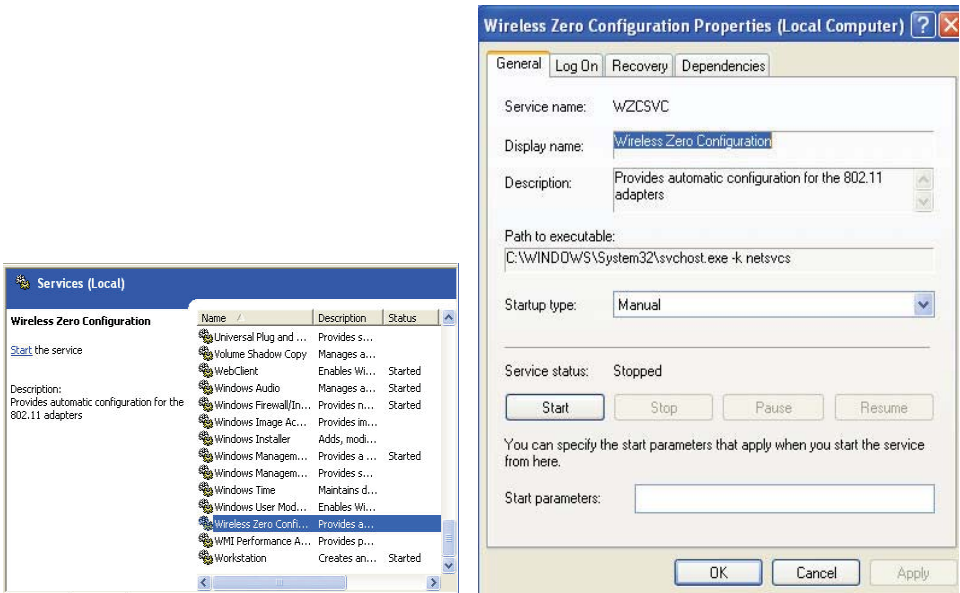 Services (Local)
Wireless Zero Configuration
Start the service
Description:
Provides automatic configuration for the
802.11 adapters
Name Description Status
Universal Plug and ... Provides s...
Volume Shadow Copy Manages a...
WebClient Enables Wi... Started
Windows Audio Manages a... Started
Windows Firewall/In... Provides n... Started
Windows Image Ac... Provides im...
Windows Installer Adds, modi...
Windows Managem... Provides a ... Started
Windows Managem... Provides s...
Windows Time Maintains d...
Windows User Mod... Enables Wi...
Wireless Zero Confi... Provides a...
WMI Performance A... Provides p...
Workstation Creates an... Started
Wireless Zero Configuration Properties (Local Computer)
General Log On Recovery Dependencies
Service name: WZCSVC
Display name: Wireless Zero Configuration
Description: Provides automatic configuration for the 802.11
adapters
Path to executable:
C:\WINDOWS\System32\svchost.exe -k netsvcs
Startup type: Manual
Service status: Stopped
Start Stop Pause Resume
You can specify the start parameters that apply when you start the service
from here.
Start parameters:
OK Cancel Apply